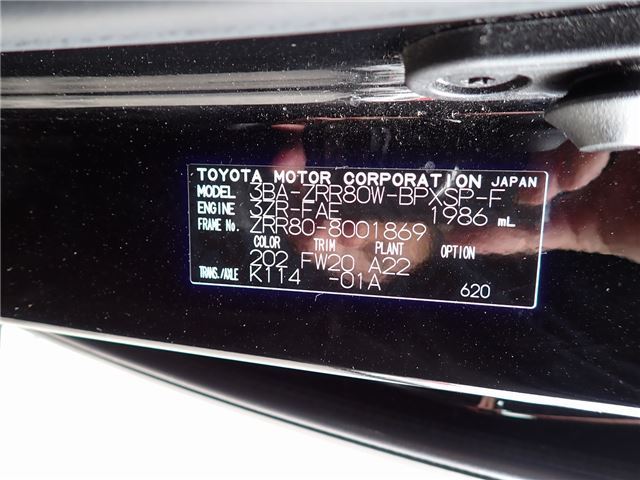 TOYOTA MOTOR CORPORATION JAPAN
MODEL 3BA-ZRR80W-BPXSP-F
ENGINE 3ZR-FAE 1986 mL
FRAME No. ZRR80-8001869
COLOR TRIM PLANT OPTION
202 FW20 A22
TRANS./AXLE K114 -01A
620